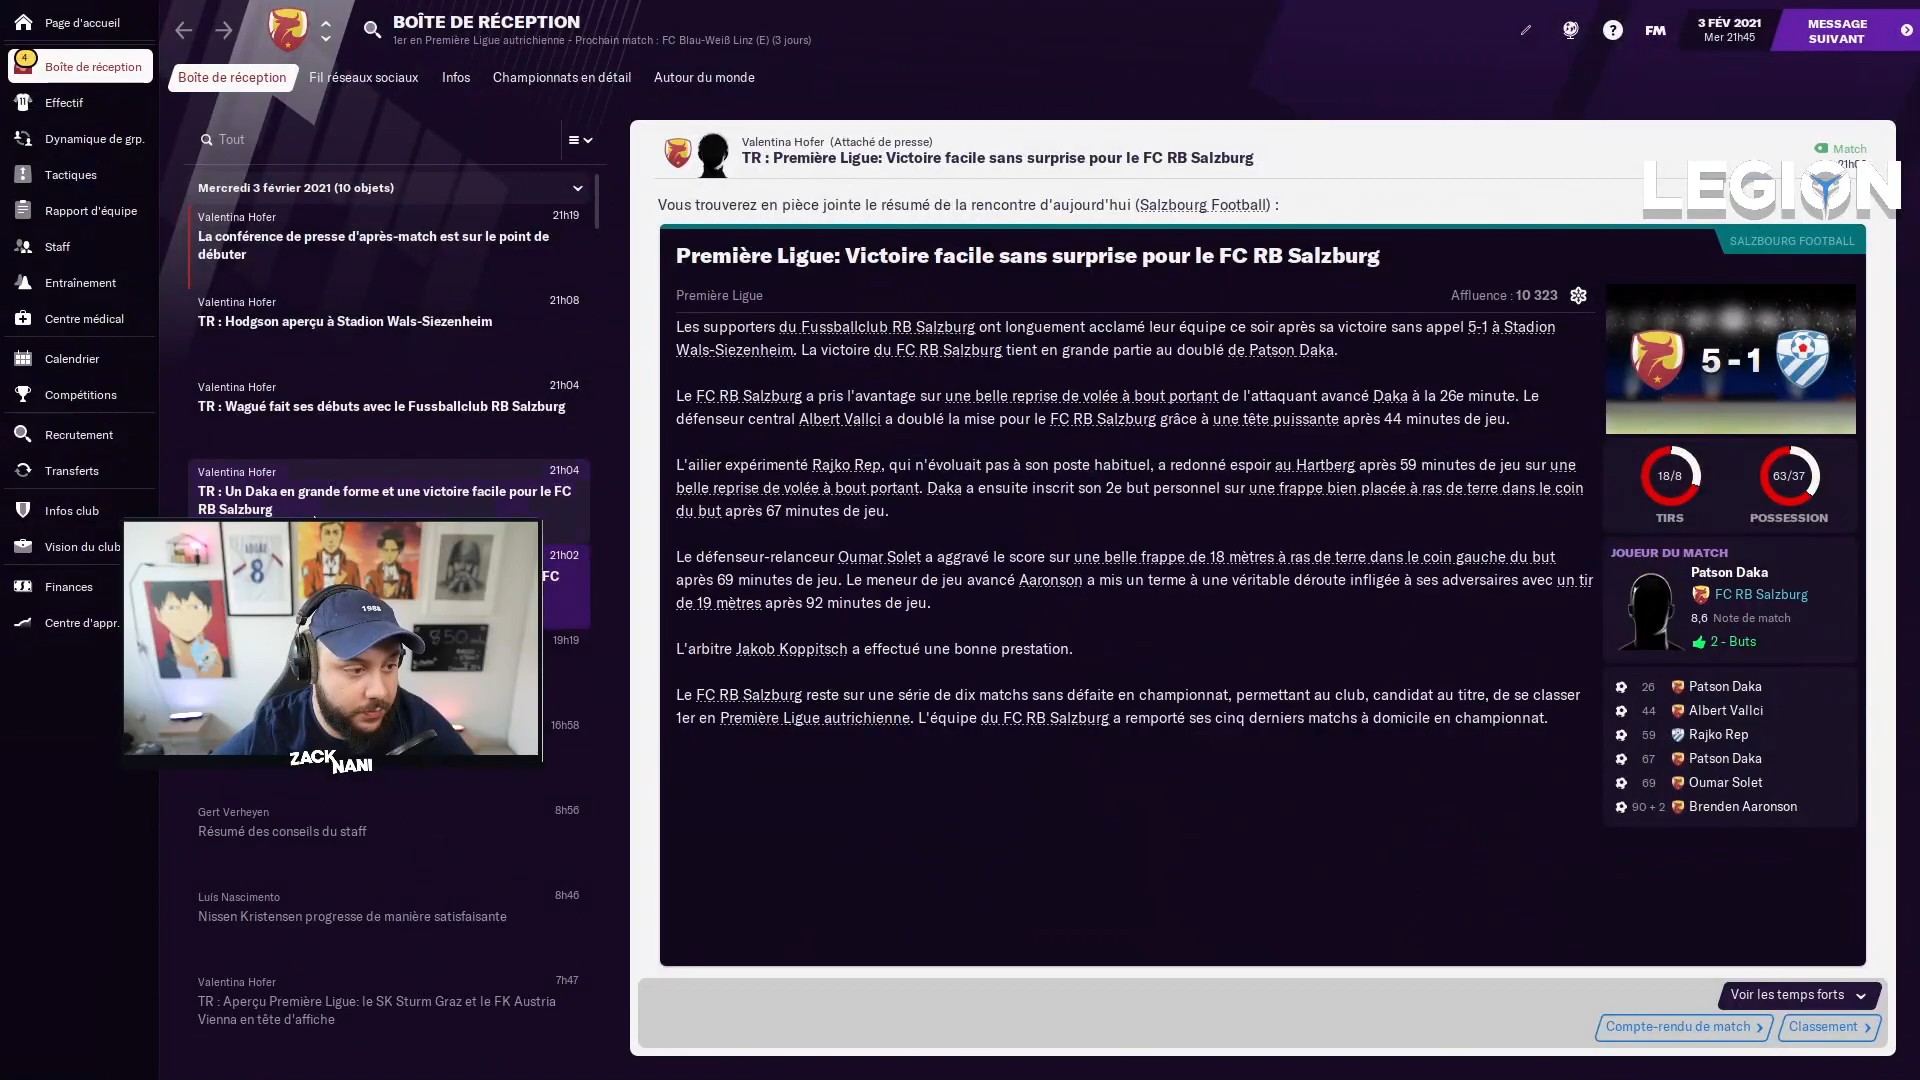 Page d'accueil
BOÎTE DE RÉCEPTION
1er en Première Ligue autrichienne - Prochain match : FC Blau-Weiß Linz (E) (3 jours)
FM
3 FÉV 2021
Mer 21h45
MESSAGE
SUIVANT
4
Boîte de réception
Effectif
Dynamique de grp.
Tactiques
Rapport d'équipe
Staff
Entraînement
Centre médical
Calendrier
Compétitions
Recrutement
Transferts
Infos club
Vision du club
Finances
Centre d'appr.
Boîte de réception
Fil réseaux sociaux
Infos
Championnats en détail
Autour du monde
Tout
Mercredi 3 février 2021 (10 objets)
Valentina Hofer 21h19
La conférence de presse d'après-match est sur le point de
débuter
Valentina Hofer 21h08
TR : Hodgson aperçu à Stadion Wals-Siezenheim
Valentina Hofer 21h04
TR : Wagué fait ses débuts avec le Fussballclub RB Salzburg
Valentina Hofer 21h04
TR : Un Daka en grande forme et une victoire facile pour le FC
RB Salzburg
21h02
FC
19h19
16h58
1988
8
850
ZACK
NANI
Gert Verheyen 8h56
Résumé des conseils du staff
Luís Nascimento 8h46
Nissen Kristensen progresse de manière satisfaisante
Valentina Hofer 7h47
TR : Aperçu Première Ligue: le SK Sturm Graz et le FK Austria
Vienna en tête d'affiche
Valentina Hofer (Attaché de presse)
TR : Première Ligue: Victoire facile sans surprise pour le FC RB Salzburg
Match
LEGION
Vous trouverez en pièce jointe le résumé de la rencontre d'aujourd'hui (Salzbourg Football) :
SALZBOURG FOOTBALL
Première Ligue: Victoire facile sans surprise pour le FC RB Salzburg
Première Ligue
Affluence : 10 323
Les supporters du Fussballclub RB Salzburg ont longuement acclamé leur équipe ce soir après sa victoire sans appel 5-1 à Stadion
Wals-Siezenheim. La victoire du FC RB Salzburg tient en grande partie au doublé de Patson Daka.
Le FC RB Salzburg a pris l'avantage sur une belle reprise de volée à bout portant de l'attaquant avancé Daka à la 26e minute. Le
défenseur central Albert Vallci a doublé la mise pour le FC RB Salzburg grâce à une tête puissante après 44 minutes de jeu.
L'ailier expérimenté Rajko Rep, qui n'évoluait pas à son poste habituel, a redonné espoir au Hartberg après 59 minutes de jeu sur une
belle reprise de volée à bout portant. Daka a ensuite inscrit son 2e but personnel sur une frappe bien placée à ras de terre dans le coin
du but après 67 minutes de jeu.
Le défenseur-relanceur Oumar Solet a aggravé le score sur une belle frappe de 18 mètres à ras de terre dans le coin gauche du but
après 69 minutes de jeu. Le meneur de jeu avancé Aaronson a mis un terme à une véritable déroute infligée à ses adversaires avec un tir
de 19 mètres après 92 minutes de jeu.
L'arbitre Jakob Koppitsch a effectué une bonne prestation.
Le FC RB Salzburg reste sur une série de dix matchs sans défaite en championnat, permettant au club, candidat au titre, de se classer
1er en Première Ligue autrichienne. L'équipe du FC RB Salzburg a remporté ses cinq derniers matchs à domicile en championnat.
5 - 1
18/8
TIRS
63/37
POSSESSION
JOUEUR DU MATCH
Patson Daka
FC RB Salzburg
8,6 Note de match
2 - Buts
26 Patson Daka
44 Albert Vallci
59 Rajko Rep
67 Patson Daka
69 Oumar Solet
90 + 2 Brenden Aaronson
Voir les temps forts
Compte-rendu de match
Classement